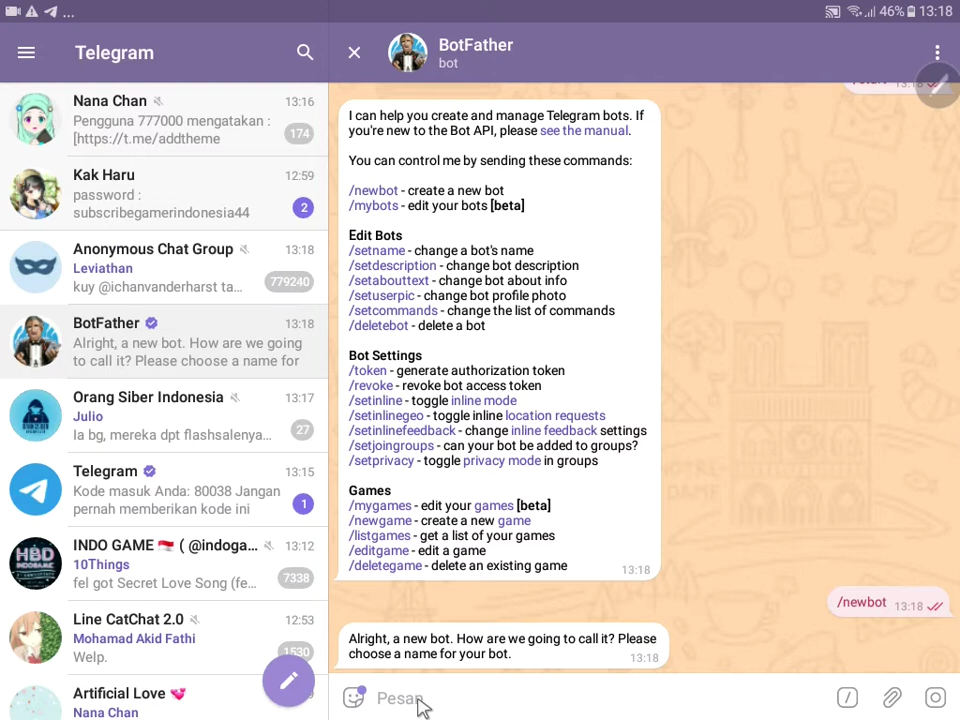 ...
46%
13:18
Telegram
BotFather
bot
Nana Chan
13:16
Pengguna 777000 mengatakan :
[https://t.me/addtheme
174
Kak Haru
12:59
password :
subscribegamerindonesia44
2
Anonymous Chat Group
13:18
Leviathan
kuy @ichanvanderharst ta…
779240
BotFather
13:18
Alright, a new bot. How are we going
to call it? Please choose a name for
Orang Siber Indonesia
13:17
Julio
la bg, mereka dpt flashsalenya…
27
Telegram
13:15
Kode masuk Anda: 80038 Jangan
pernah memberikan kode ini
1
HBD
INDOGAME
INDO GAME 🇮🇩 ( @indoga…
13:12
10Things
fel got Secret Love Song (fe…
7338
Line CatChat 2.0
12:53
Mohamad Akid Fathi
Welp.
1530
Artificial Love 💞
Nana Chan
13:18
I can help you create and manage Telegram bots. If
you're new to the Bot API, please see the manual.
You can control me by sending these commands:
/newbot - create a new bot
/mybots - edit your bots [beta]
Edit Bots
/setname - change a bot's name
/setdescription - change bot description
/setabouttext - change bot about info
/setuserpic - change bot profile photo
/setcommands - change the list of commands
/deletebot - delete a bot
Bot Settings
/token - generate authorization token
/revoke - revoke bot access token
/setinline - toggle inline mode
/setinlinegeo - toggle inline location requests
/setinlinefeedback - change inline feedback settings
/setjoingroups - can your bot be added to groups?
/setprivacy - toggle privacy mode in groups
Games
/mygames - edit your games [beta]
/newgame - create a new game
/listgames - get a list of your games
/editgame - edit a game
/deletegame - delete an existing game
13:18
/newbot 13:18
Alright, a new bot. How are we going to call it? Please
choose a name for your bot.
13:18
Pesan